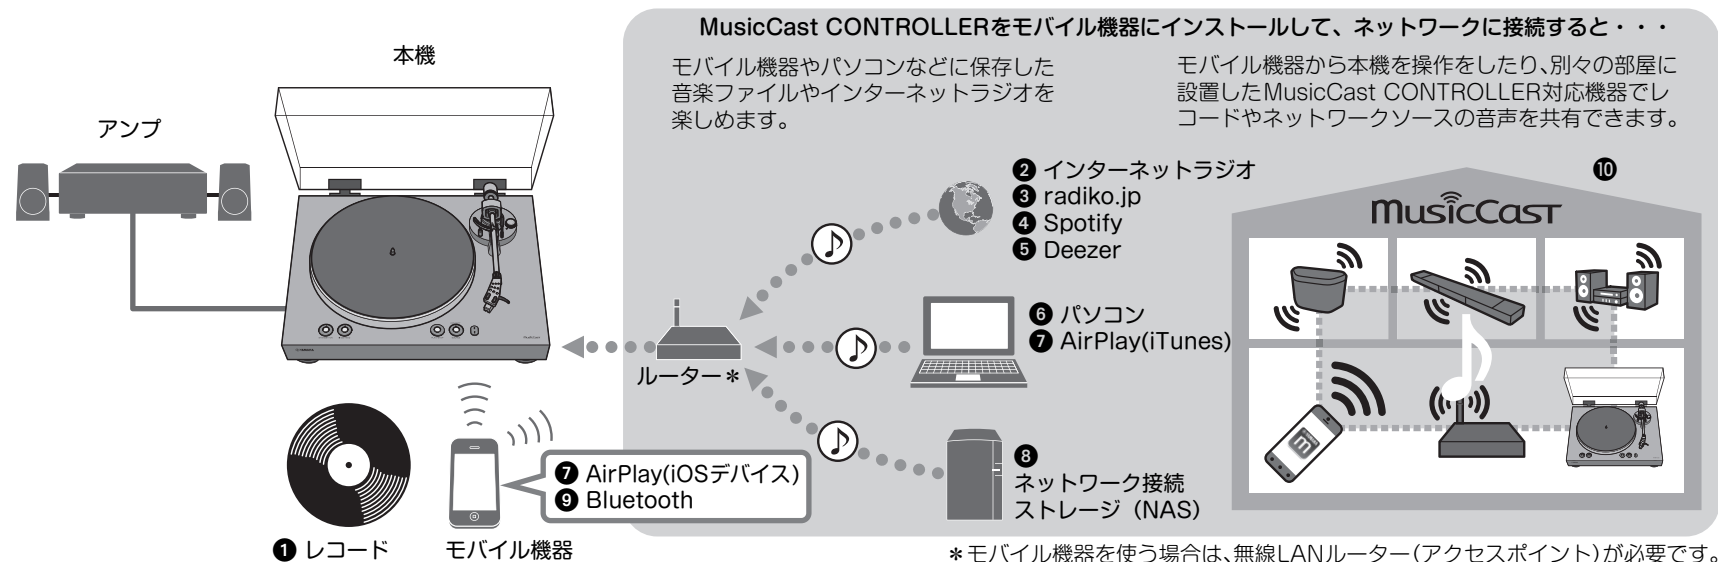 MusicCast CONTROLLERをモバイル機器にインストールして、ネットワークに接続すると・・・
モバイル機器やパソコンなどに保存した
音楽ファイルやインターネットラジオを
楽しめます。
モバイル機器から本機を操作をしたり、別々の部屋に
設置したMusicCast CONTROLLER対応機器でレ
コードやネットワークソースの音声を共有できます。
本機
アンプ
❷ インターネットラジオ
❸ radiko.jp
❹ Spotify
❺ Deezer
❿
MusicCast
❻ パソコン
❼ AirPlay(iTunes)
ルーター＊
❽
ネットワーク接続
ストレージ（NAS）
❼ AirPlay(iOSデバイス)
❾ Bluetooth
❶ レコード
モバイル機器
＊モバイル機器を使う場合は、無線LANルーター（アクセスポイント）が必要です。